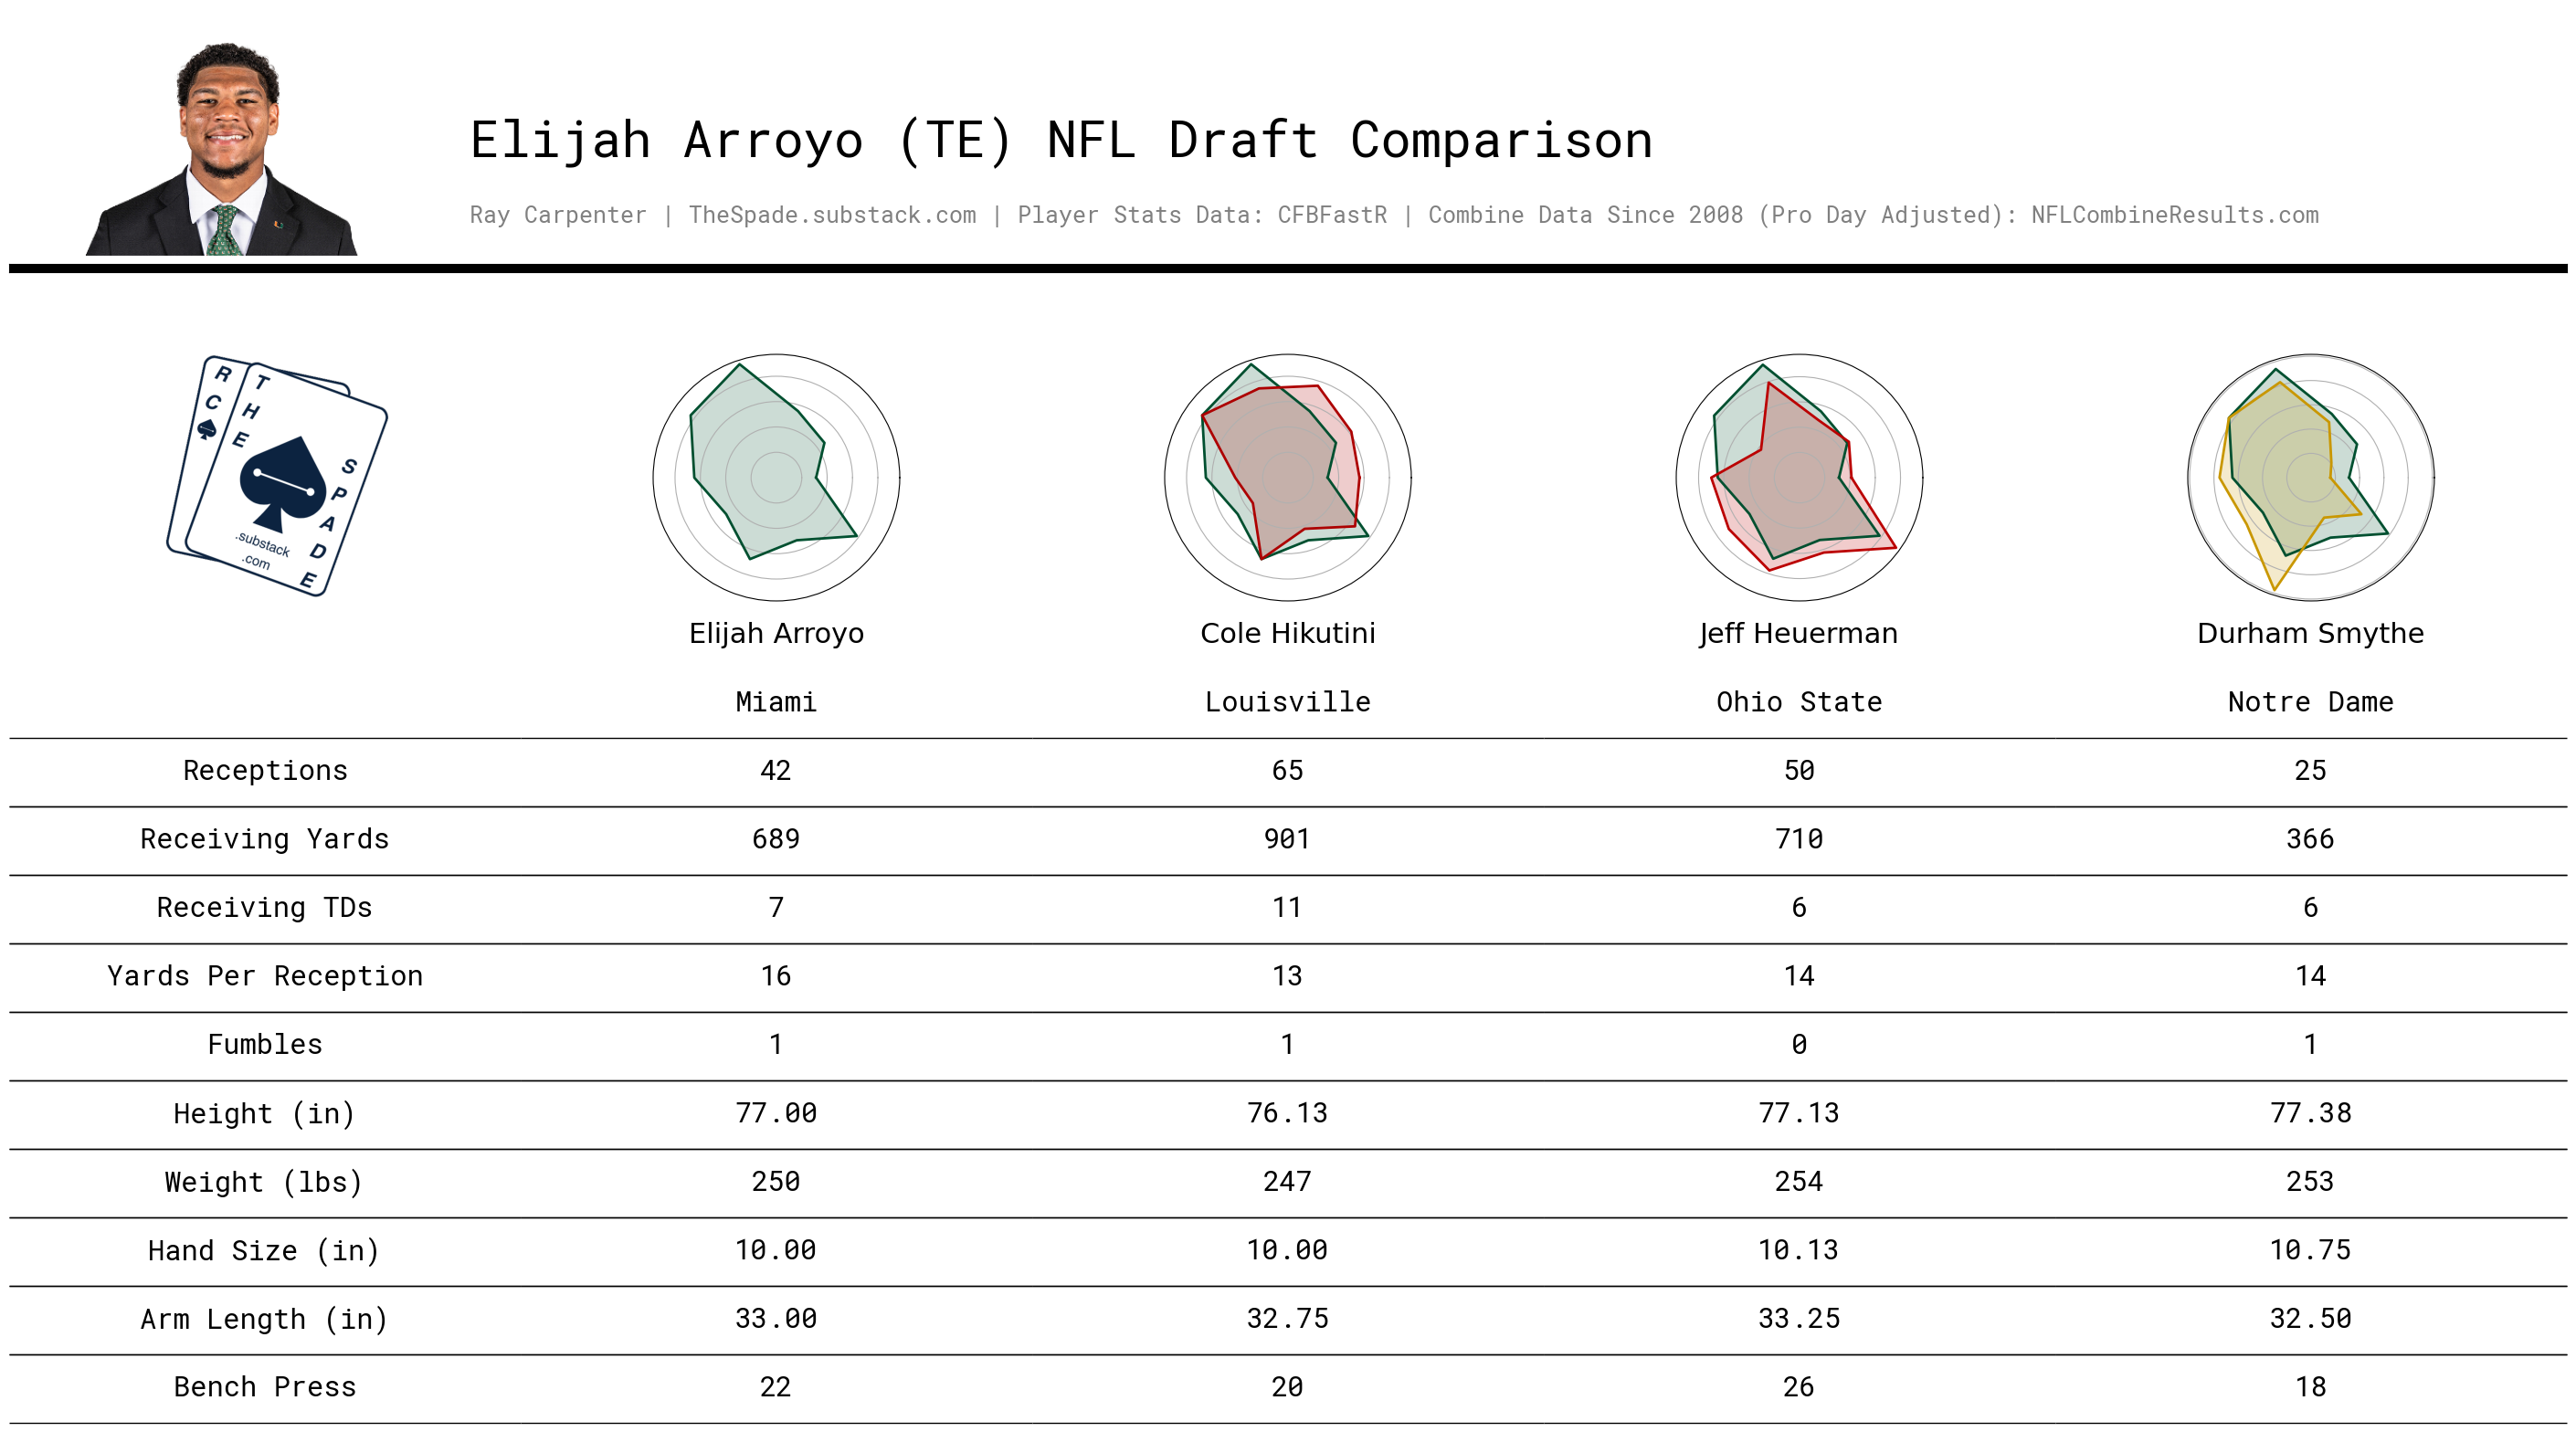 Elijah Arroyo (TE) NFL Draft Comparison
Ray Carpenter | TheSpade.substack.com | Player Stats Data: CFBFastR | Combine Data Since 2008 (Pro Day Adjusted): NFLCombineResults.com
RC
THE
SPADE
.substack
.com
Elijah Arroyo Cole Hikutini Jeff Heuerman Durham Smythe
Miami Louisville Ohio State Notre Dame
Receptions 42 65 50 25
Receiving Yards 689 901 710 366
Receiving TDs 7 11 6 6
Yards Per Reception 16 13 14 14
Fumbles 1 1 0 1
Height (in) 77.00 76.13 77.13 77.38
Weight (lbs) 250 247 254 253
Hand Size (in) 10.00 10.00 10.13 10.75
Arm Length (in) 33.00 32.75 33.25 32.50
Bench Press 22 20 26 18